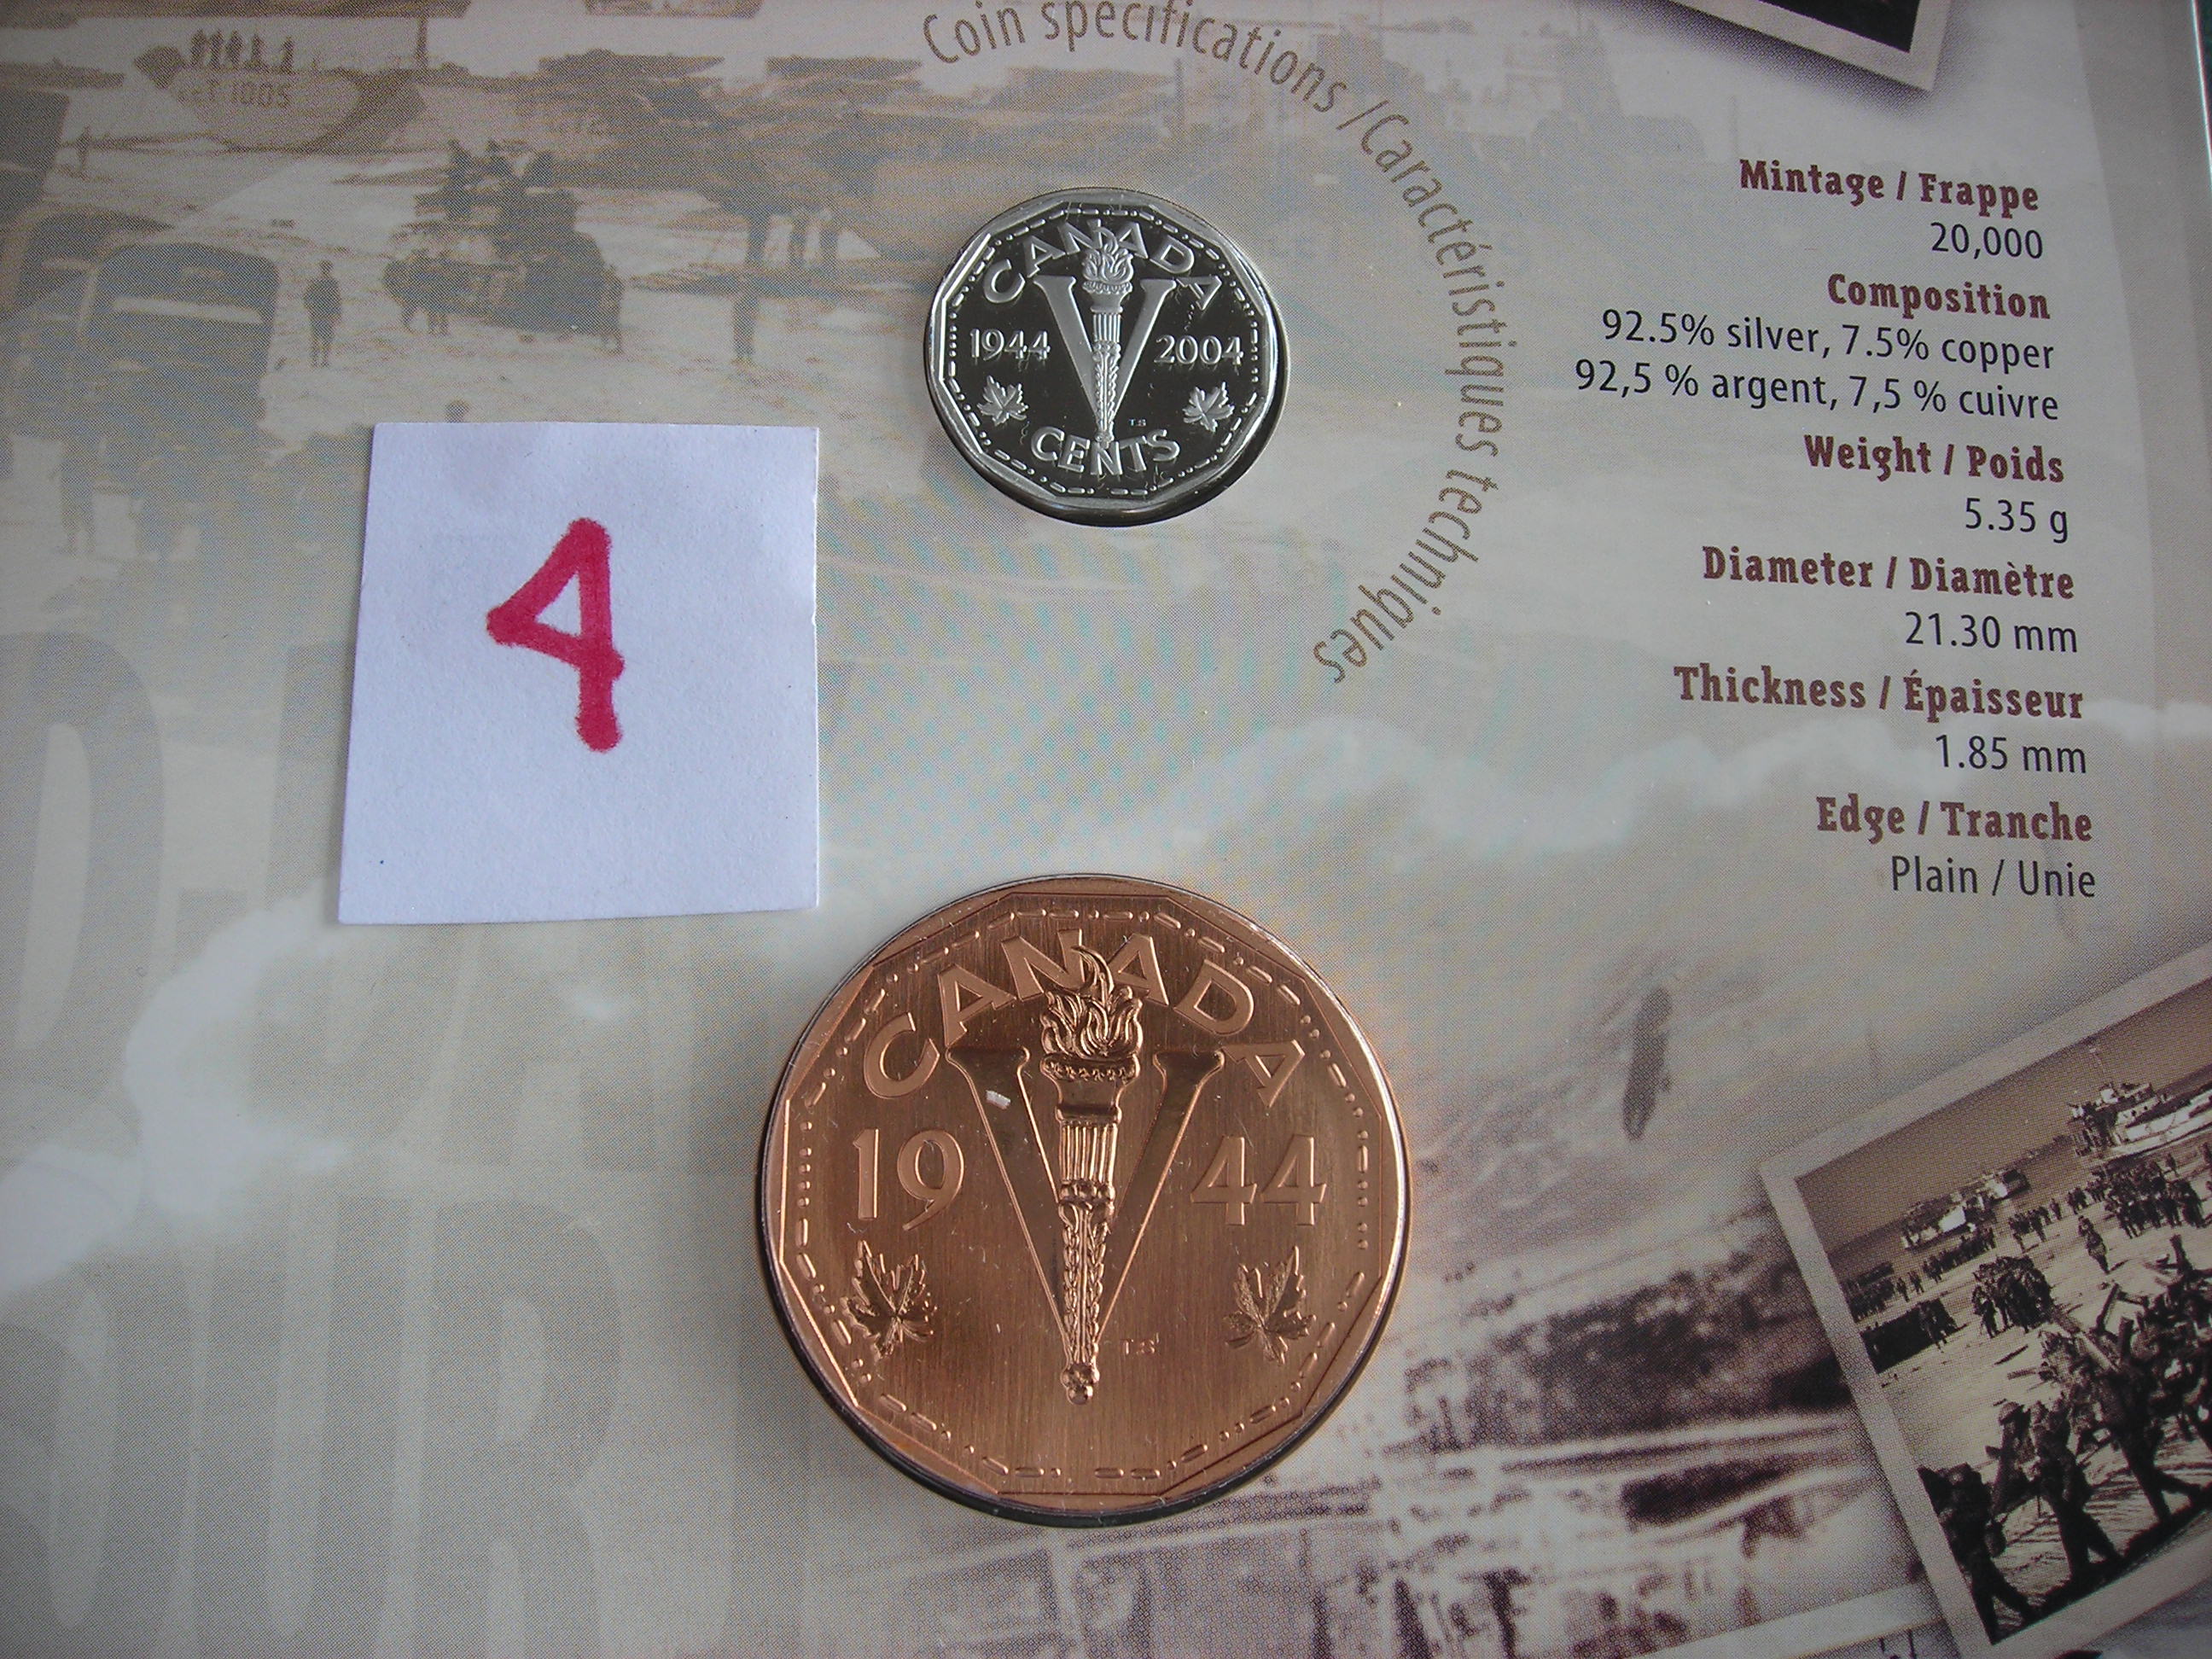 Coin specifications / Caractéristiques techniques
Mintage / Frappe
20,000
Composition
92.5% silver, 7.5% copper
92,5 % argent, 7,5 % cuivre
Weight / Poids
5.35 g
Diameter / Diamètre
21.30 mm
Thickness / Épaisseur
1.85 mm
Edge / Tranche
Plain / Unie
CANADA
1944 V 2004
T.S
CENTS
4
CANADA
19 V 44
T.S